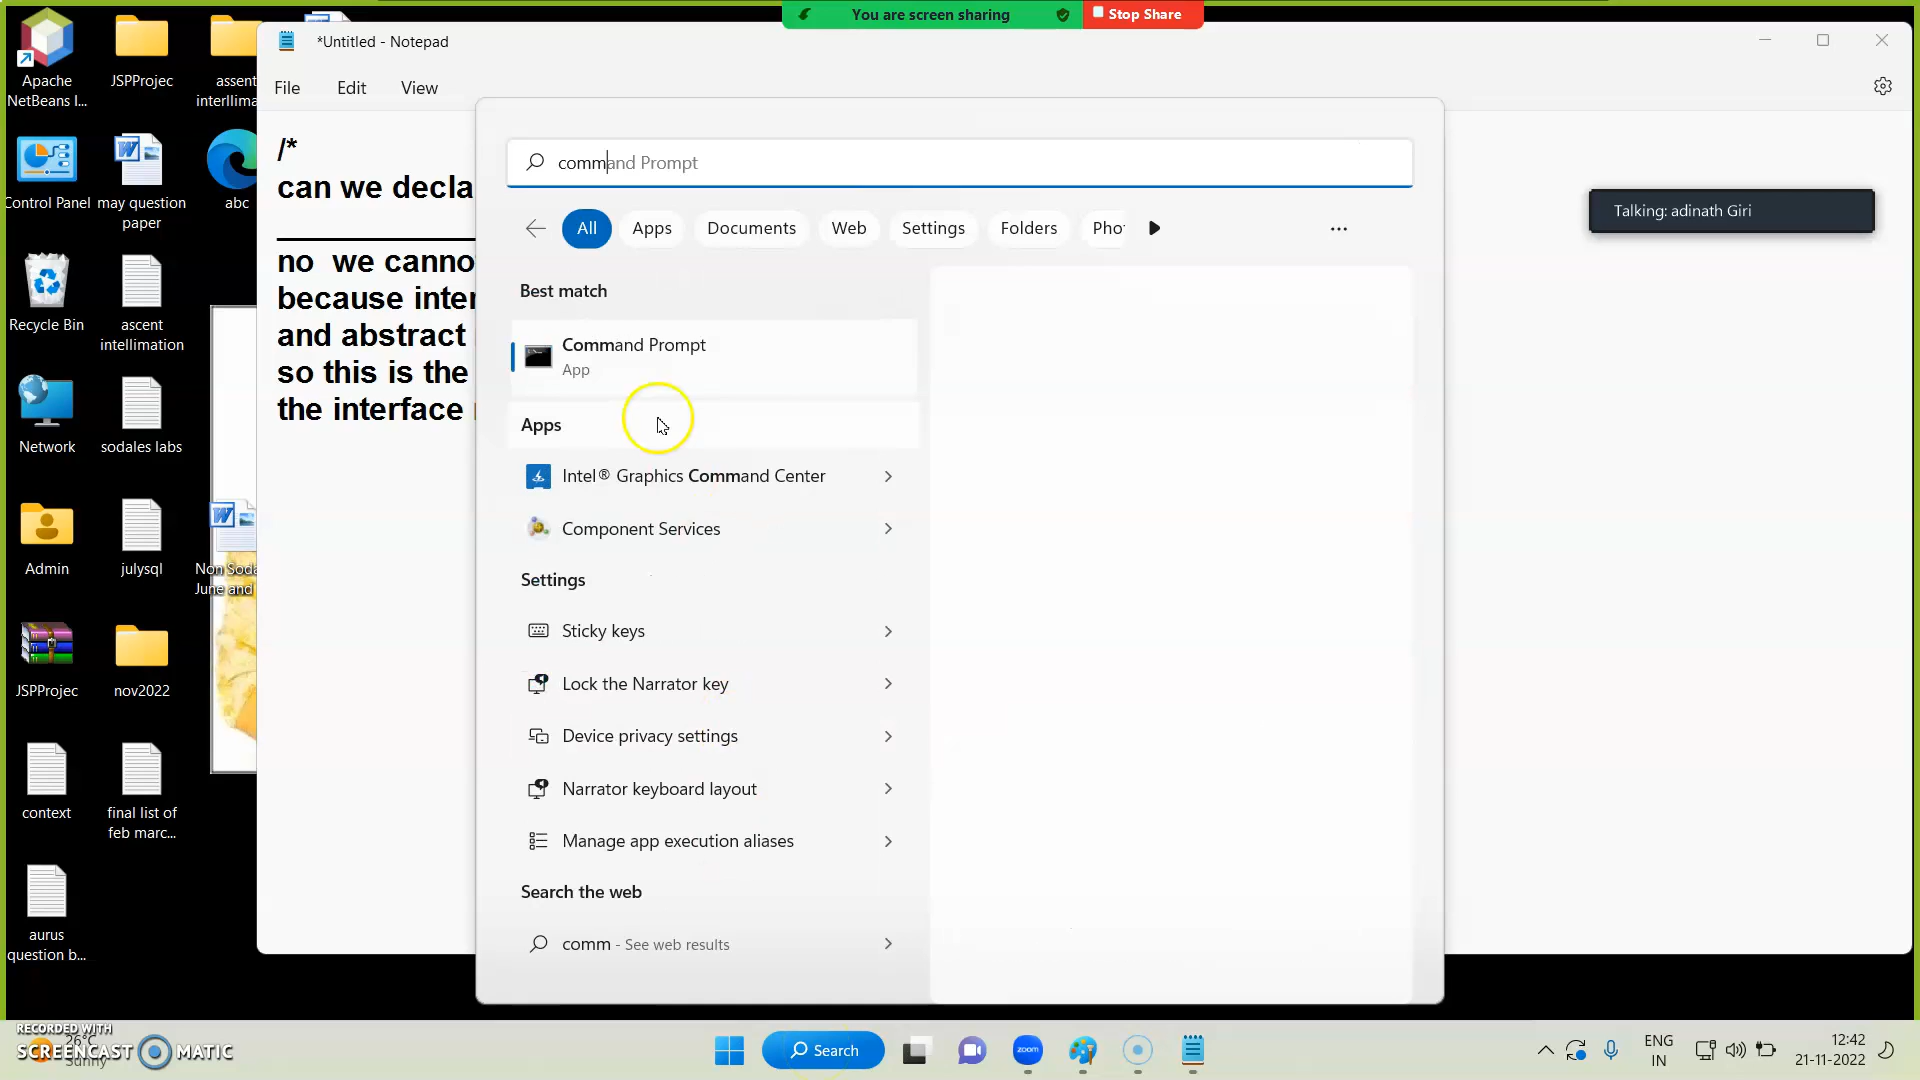 You are screen sharing
Stop Share
*Untitled - Notepad
File
Edit
View
/*
can we decla
no we canno
because inter
and abstract
so this is the
the interface
command Prompt
All
Apps
Documents
Web
Settings
Folders
Pho
Best match
Command Prompt
App
Apps
Intel® Graphics Command Center
Component Services
Settings
Sticky keys
Lock the Narrator key
Device privacy settings
Narrator keyboard layout
Manage app execution aliases
Search the web
comm - See web results
Talking: adinath Giri
Apache
NetBeans I...
JSPProjec
assent
interllima
Control Panel
may question
paper
abc
Recycle Bin
ascent
intellimation
Network
sodales labs
Admin
julysql
Non Soda
June and
JSPProjec
nov2022
context
final list of
feb marc...
aurus
question b...
RECORDED WITH
SCREENCAST MATIC
26°C
Sunny
Search
zoom
ENG
IN
12:42
21-11-2022